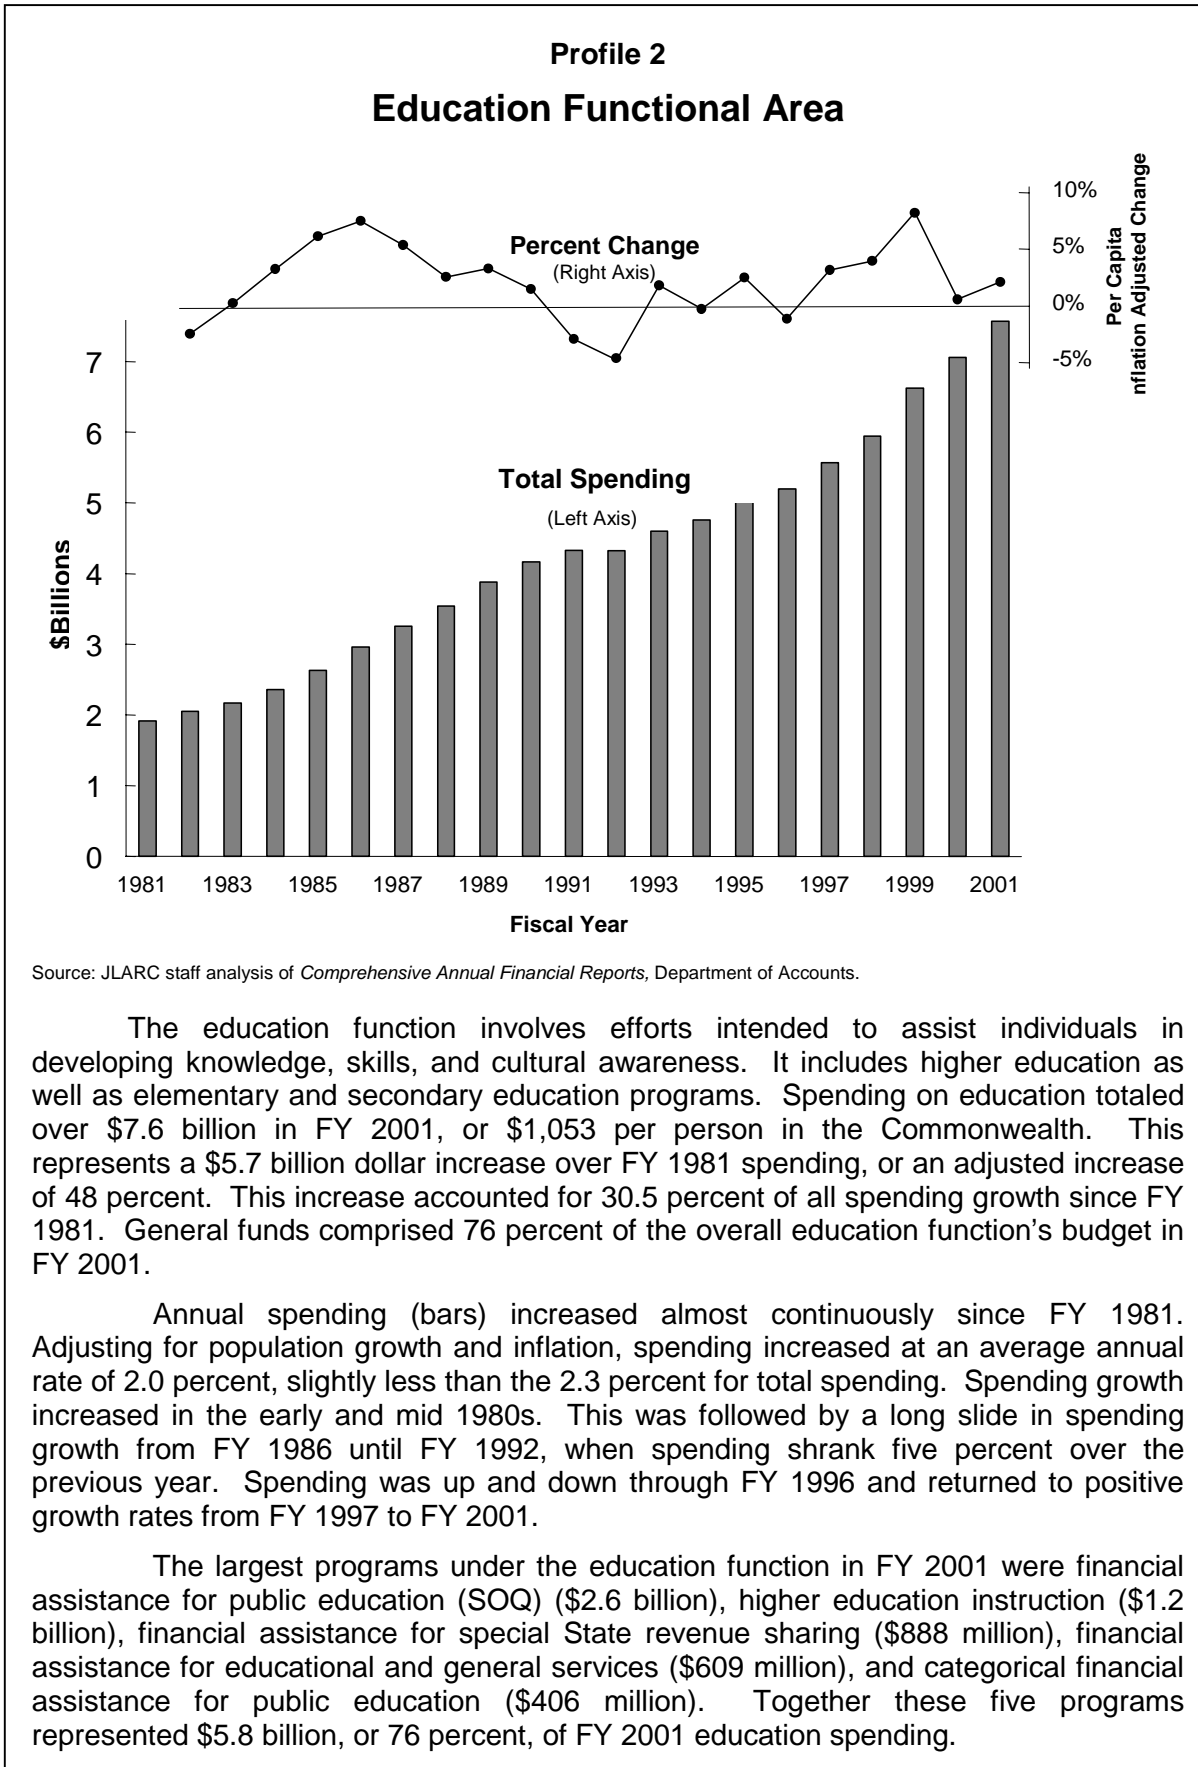 Profile 2
Education Functional Area
Percent Change
(Right Axis)
10%
5%
0%
-5%
Per Capita
nflation Adjusted Change
Total Spending
(Left Axis)
$Billions
7
6
5
4
3
2
1
0
1981 1983 1985 1987 1989 1991 1993 1995 1997 1999 2001
Fiscal Year
Source: JLARC staff analysis of Comprehensive Annual Financial Reports, Department of Accounts.
The education function involves efforts intended to assist individuals in
developing knowledge, skills, and cultural awareness. It includes higher education as
well as elementary and secondary education programs. Spending on education totaled
over $7.6 billion in FY 2001, or $1,053 per person in the Commonwealth. This
represents a $5.7 billion dollar increase over FY 1981 spending, or an adjusted increase
of 48 percent. This increase accounted for 30.5 percent of all spending growth since FY
1981. General funds comprised 76 percent of the overall education function's budget in
FY 2001.
Annual spending (bars) increased almost continuously since FY 1981.
Adjusting for population growth and inflation, spending increased at an average annual
rate of 2.0 percent, slightly less than the 2.3 percent for total spending. Spending growth
increased in the early and mid 1980s. This was followed by a long slide in spending
growth from FY 1986 until FY 1992, when spending shrank five percent over the
previous year. Spending was up and down through FY 1996 and returned to positive
growth rates from FY 1997 to FY 2001.
The largest programs under the education function in FY 2001 were financial
assistance for public education (SOQ) ($2.6 billion), higher education instruction ($1.2
billion), financial assistance for special State revenue sharing ($888 million), financial
assistance for educational and general services ($609 million), and categorical financial
assistance for public education ($406 million). Together these five programs
represented $5.8 billion, or 76 percent, of FY 2001 education spending.